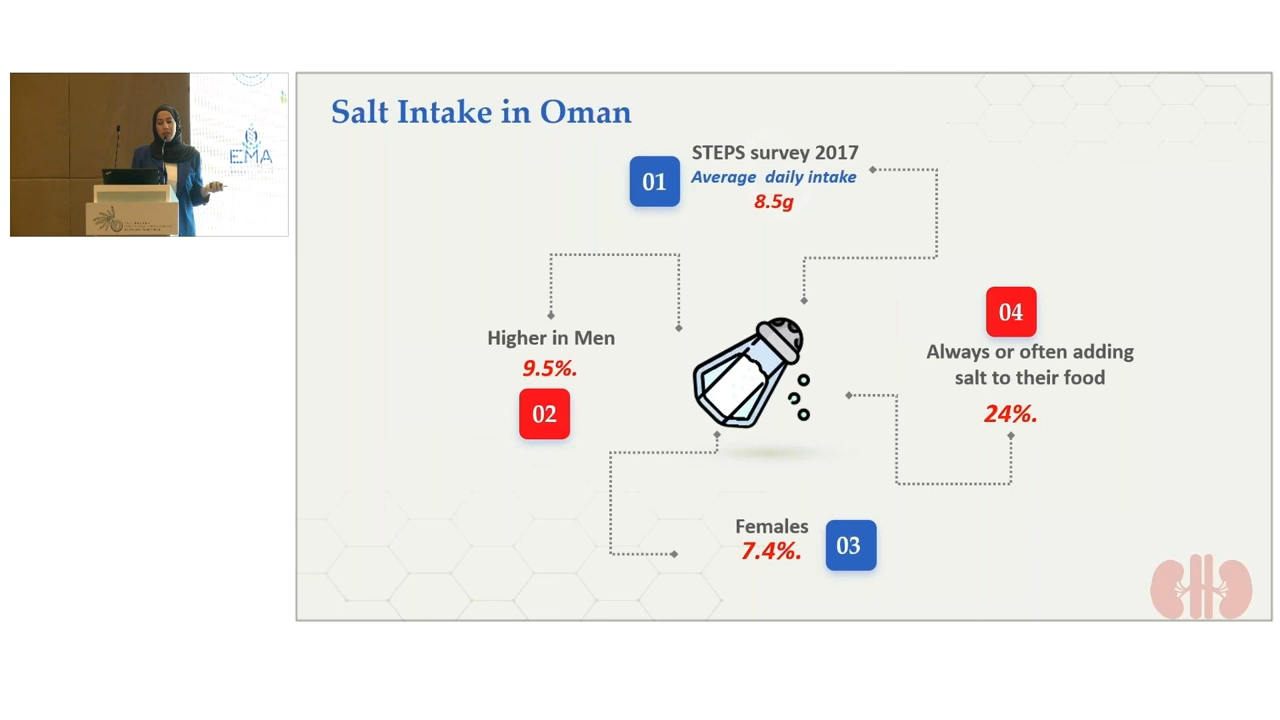 Salt Intake in Oman
01
STEPS survey 2017
Average daily intake
8.5g
Higher in Men
9.5%.
02
04
Always or often adding
salt to their food
24%.
Females
7.4%.
03
EMA